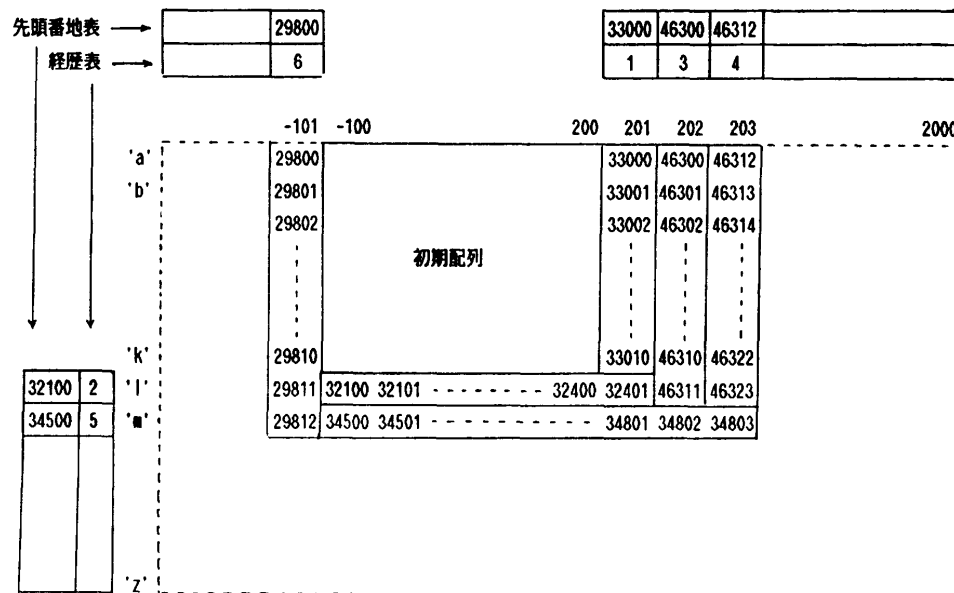 先頭番地表 29800 33000 46300 46312
経歴表 6 1 3 4
-101 -100 200 201 202 203 2000
'a' 29800 33000 46300 46312
'b' 29801 33001 46301 46313
29802 33002 46302 46314
初期配列
'k' 29810 33010 46310 46322
32100 2 'l' 29811 32100 32101 32400 32401 46311 46323
34500 5 'm' 29812 34500 34501 34801 34802 34803
'z'